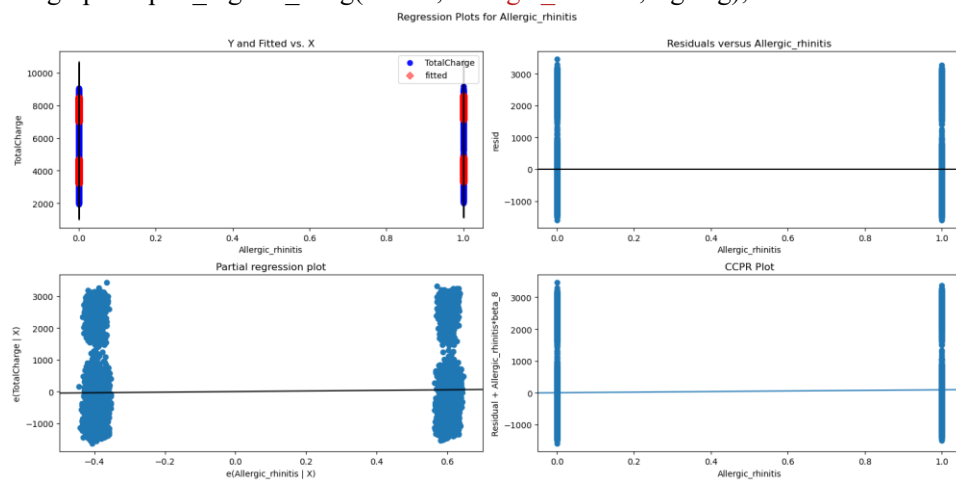 Regression Plots for Allergic_rhinitis
Y and Fitted vs. X
TotalCharge
fitted
10000
8000
6000
4000
2000
TotalCharge
0.0 0.2 0.4 0.6 0.8 1.0
Allergic_rhinitis
Residuals versus Allergic_rhinitis
3000
2000
1000
0
−1000
resid
0.0 0.2 0.4 0.6 0.8 1.0
Allergic_rhinitis
Partial regression plot
3000
2000
1000
0
−1000
e(TotalCharge | X)
−0.4 −0.2 0.0 0.2 0.4 0.6
e(Allergic_rhinitis | X)
CCPR Plot
3000
2000
1000
0
−1000
Residual + Allergic_rhinitis*beta_8
0.0 0.2 0.4 0.6 0.8 1.0
Allergic_rhinitis